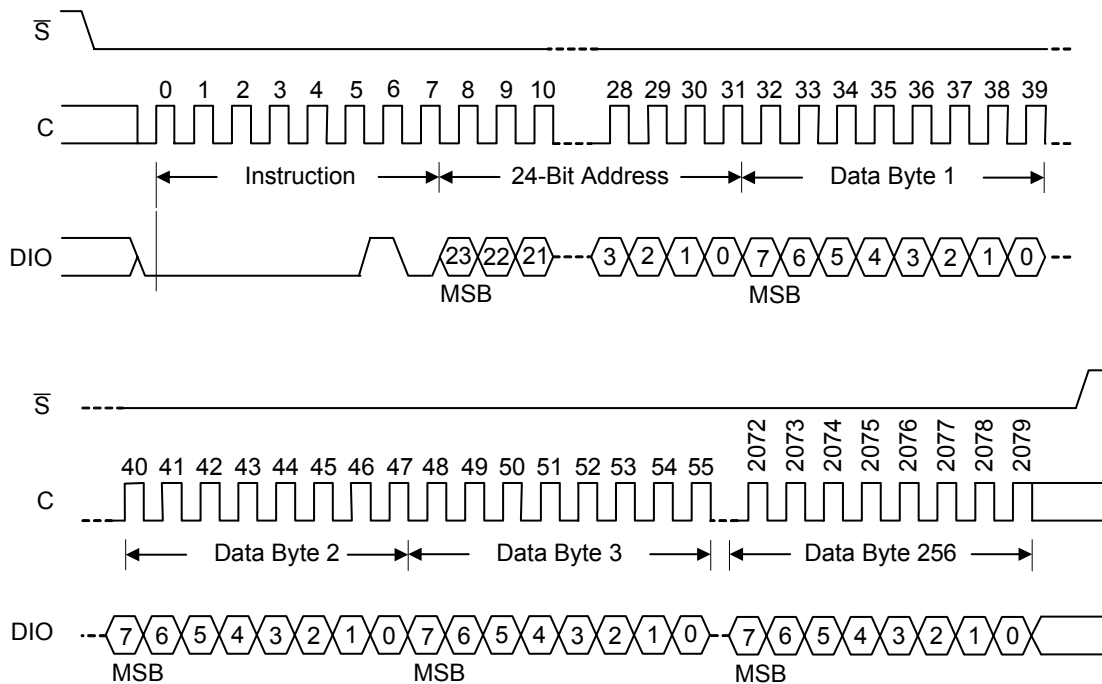 S̅
0 1 2 3 4 5 6 7 8 9 10 28 29 30 31 32 33 34 35 36 37 38 39
C
Instruction 24-Bit Address Data Byte 1
DIO 23 22 21 3 2 1 0 7 6 5 4 3 2 1 0
MSB MSB
S̅
40 41 42 43 44 45 46 47 48 49 50 51 52 53 54 55 2072 2073 2074 2075 2076 2077 2078 2079
C
Data Byte 2 Data Byte 3 Data Byte 256
DIO 7 6 5 4 3 2 1 0 7 6 5 4 3 2 1 0 7 6 5 4 3 2 1 0
MSB MSB MSB